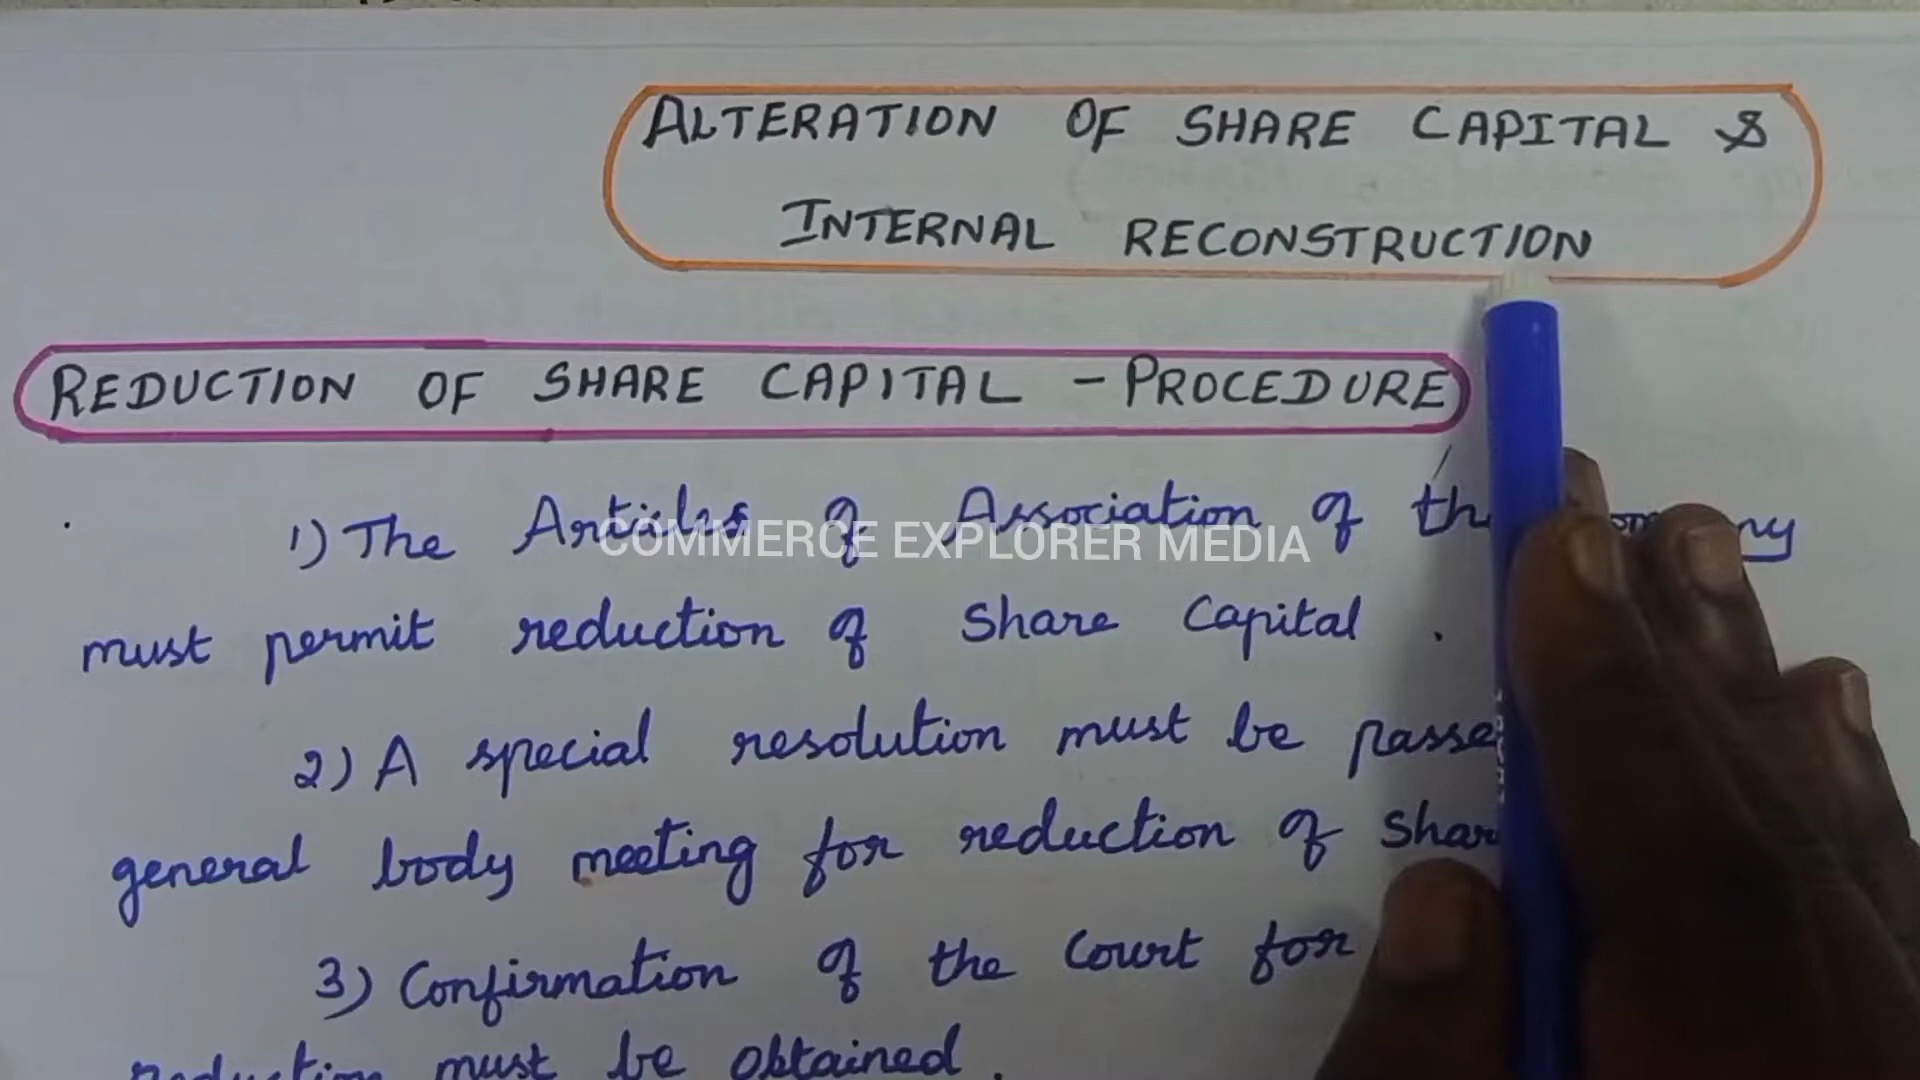 ALTERATION OF SHARE CAPITAL &
INTERNAL RECONSTRUCTION
REDUCTION OF SHARE CAPITAL - PROCEDURE
1) The Articles of Association of
COMMERCE EXPLORER MEDIA
must permit reduction of Share Capital .
2) A special resolution must be
general body meeting for reduction of
3) Confirmation of the Court for
reduction must be obtained .